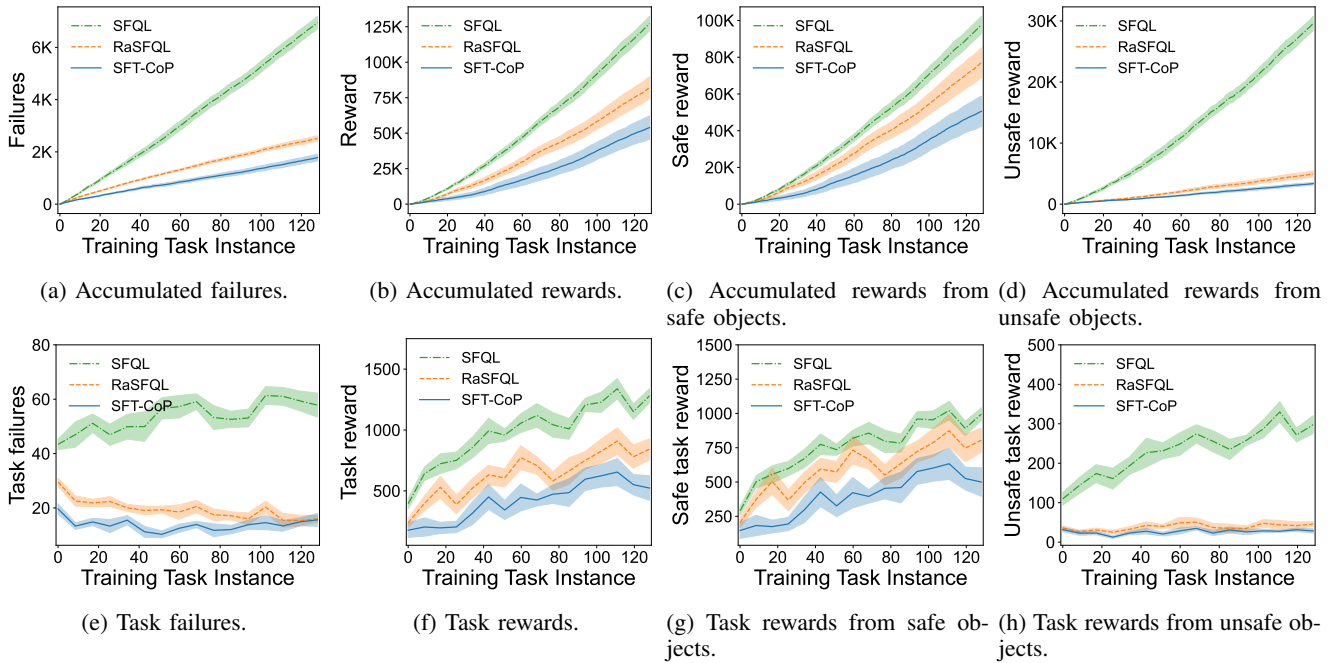 6K
4K
2K
0
Failures
SFQL
RaSFQL
SFT-CoP
0 20 40 60 80 100 120
Training Task Instance
(a) Accumulated failures.
125K
100K
75K
50K
25K
0
Reward
SFQL
RaSFQL
SFT-CoP
0 20 40 60 80 100 120
Training Task Instance
(b) Accumulated rewards.
100K
80K
60K
40K
20K
0
Safe reward
SFQL
RaSFQL
SFT-CoP
0 20 40 60 80 100 120
Training Task Instance
(c) Accumulated rewards from
safe objects.
30K
20K
10K
0
Unsafe reward
SFQL
RaSFQL
SFT-CoP
0 20 40 60 80 100 120
Training Task Instance
(d) Accumulated rewards from
unsafe objects.
80
60
40
20
Task failures
SFQL
RaSFQL
SFT-CoP
0 20 40 60 80 100 120
Training Task Instance
(e) Task failures.
1500
1000
500
Task reward
SFQL
RaSFQL
SFT-CoP
0 20 40 60 80 100 120
Training Task Instance
(f) Task rewards.
1500
1250
1000
750
500
250
0
Safe task reward
SFQL
RaSFQL
SFT-CoP
0 20 40 60 80 100 120
Training Task Instance
(g) Task rewards from safe ob-
jects.
500
400
300
200
100
0
Unsafe task reward
SFQL
RaSFQL
SFT-CoP
0 20 40 60 80 100 120
Training Task Instance
(h) Task rewards from unsafe ob-
jects.